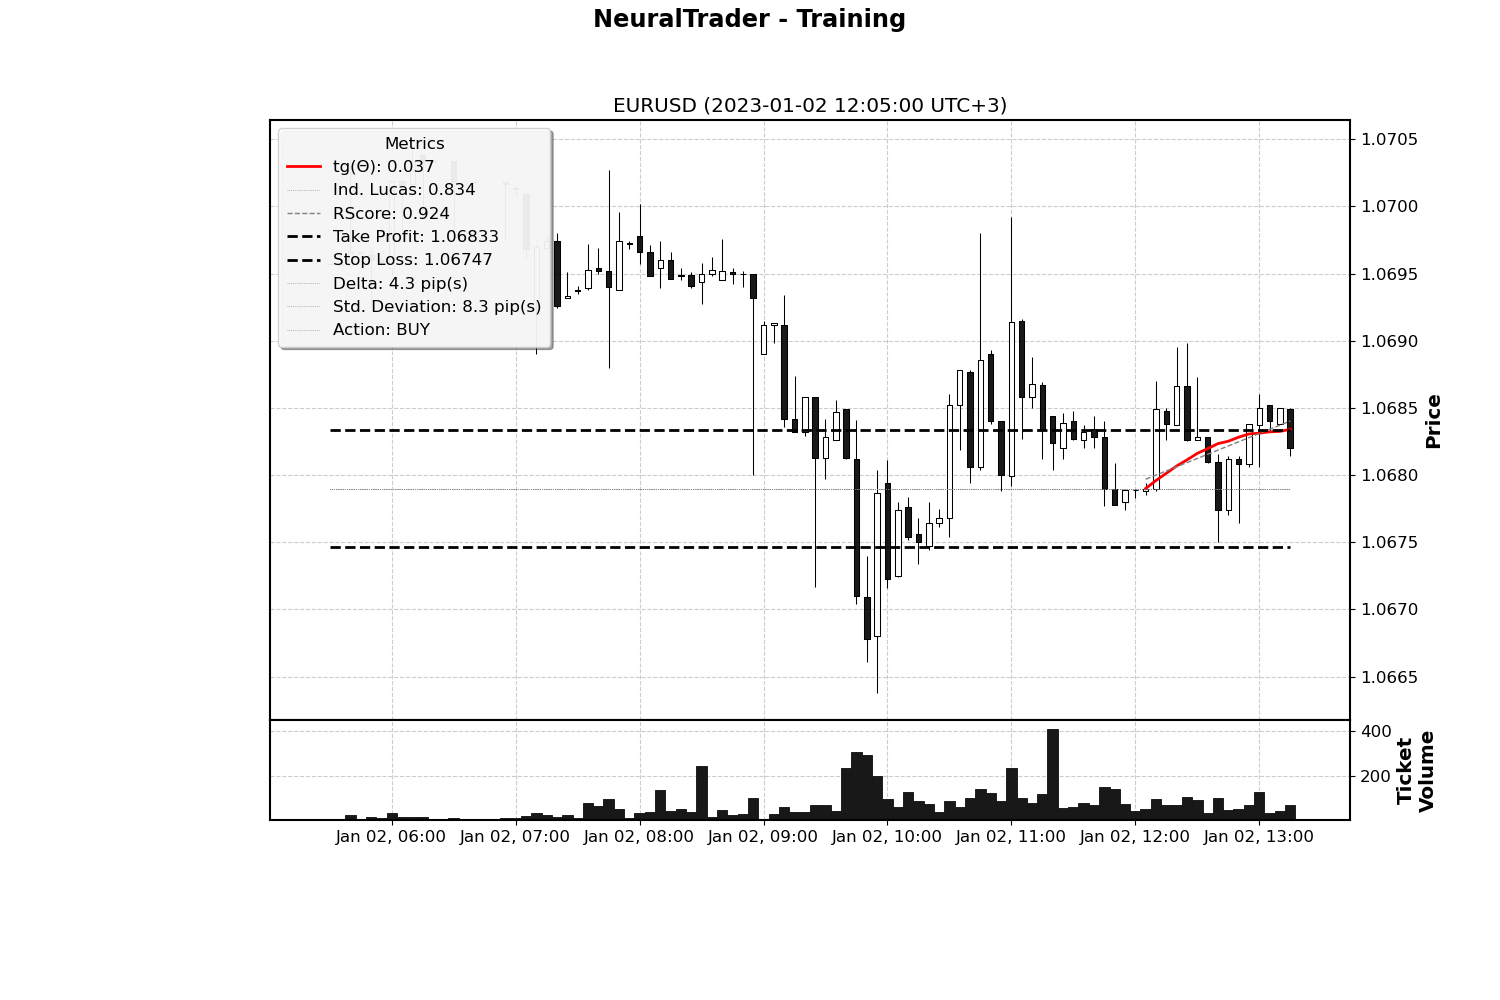 NeuralTrader - Training
EURUSD (2023-01-02 12:05:00 UTC+3)
Metrics
tg(Θ): 0.037
Ind. Lucas: 0.834
RScore: 0.924
Take Profit: 1.06833
Stop Loss: 1.06747
Delta: 4.3 pip(s)
Std. Deviation: 8.3 pip(s)
Action: BUY
1.0705
1.0700
1.0695
1.0690
1.0685
1.0680
1.0675
1.0670
1.0665
Price
400
200
Ticket
Volume
Jan 02, 06:00
Jan 02, 07:00
Jan 02, 08:00
Jan 02, 09:00
Jan 02, 10:00
Jan 02, 11:00
Jan 02, 12:00
Jan 02, 13:00